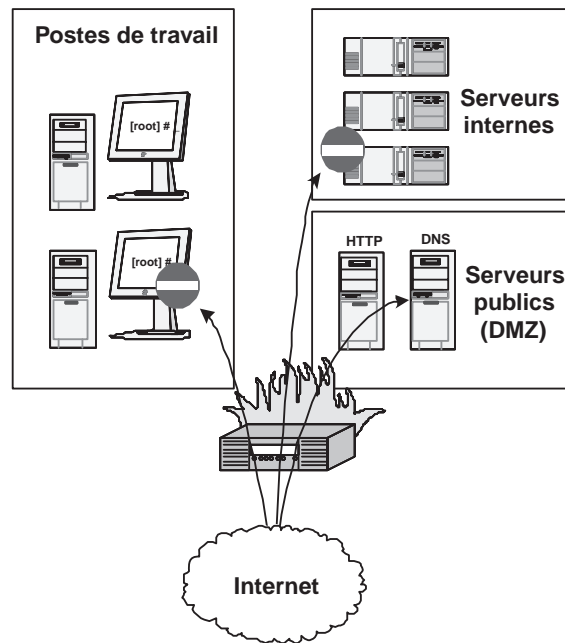 Postes de travail
[root] #
[root] #
Serveurs
internes
HTTP
DNS
Serveurs
publics
(DMZ)
Internet